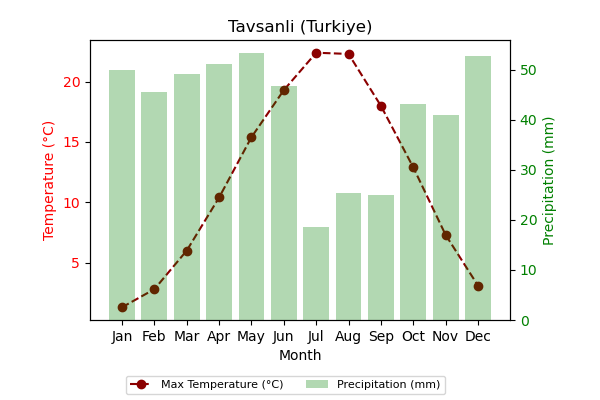 Tavsanli (Turkiye)
Temperature (°C)
20
15
10
5
50
40
30
20
10
0
Precipitation (mm)
Jan Feb Mar Apr May Jun Jul Aug Sep Oct Nov Dec
Month
Max Temperature (°C) Precipitation (mm)